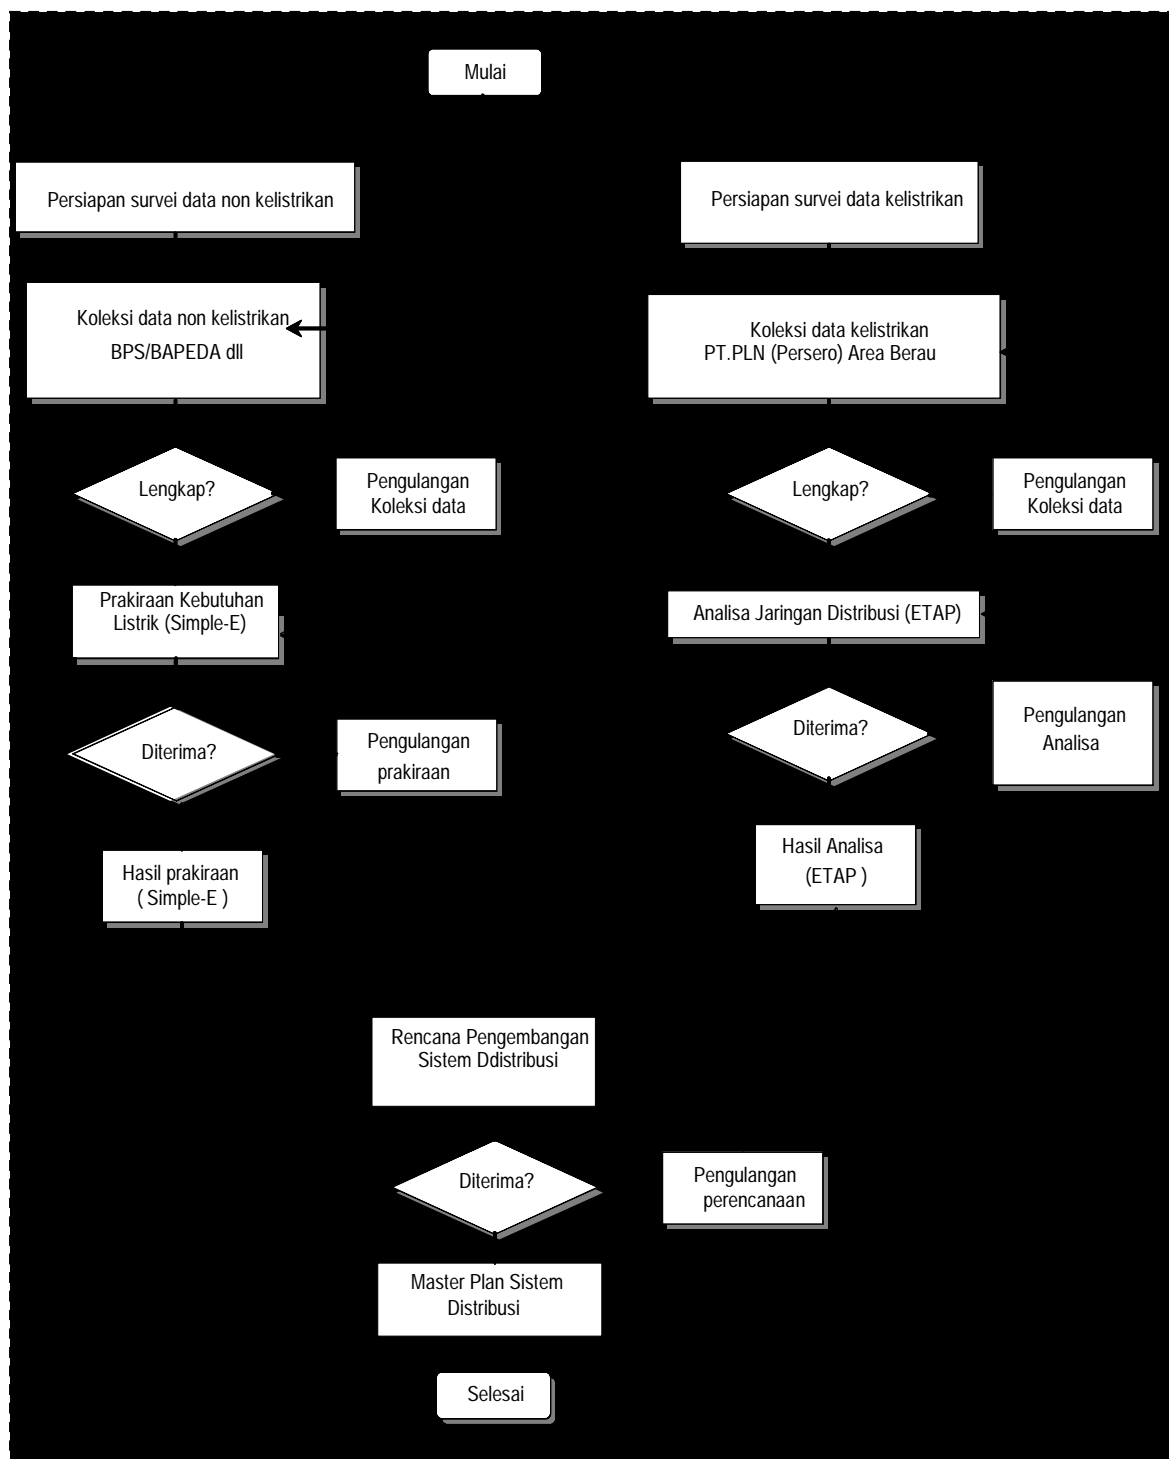 Mulai
Persiapan survei data non kelistrikan
Persiapan survei data kelistrikan
Koleksi data non kelistrikan
BPS/BAPEDA dll
Koleksi data kelistrikan
PT.PLN (Persero) Area Berau
Lengkap?
Pengulangan
Koleksi data
Lengkap?
Pengulangan
Koleksi data
Prakiraan Kebutuhan
Listrik (Simple-E)
Analisa Jaringan Distribusi (ETAP)
Diterima?
Pengulangan
prakiraan
Diterima?
Pengulangan
Analisa
Hasil prakiraan
( Simple-E )
Hasil Analisa
(ETAP )
Rencana Pengembangan
Sistem Ddistribusi
Diterima?
Pengulangan
perencanaan
Master Plan Sistem
Distribusi
Selesai